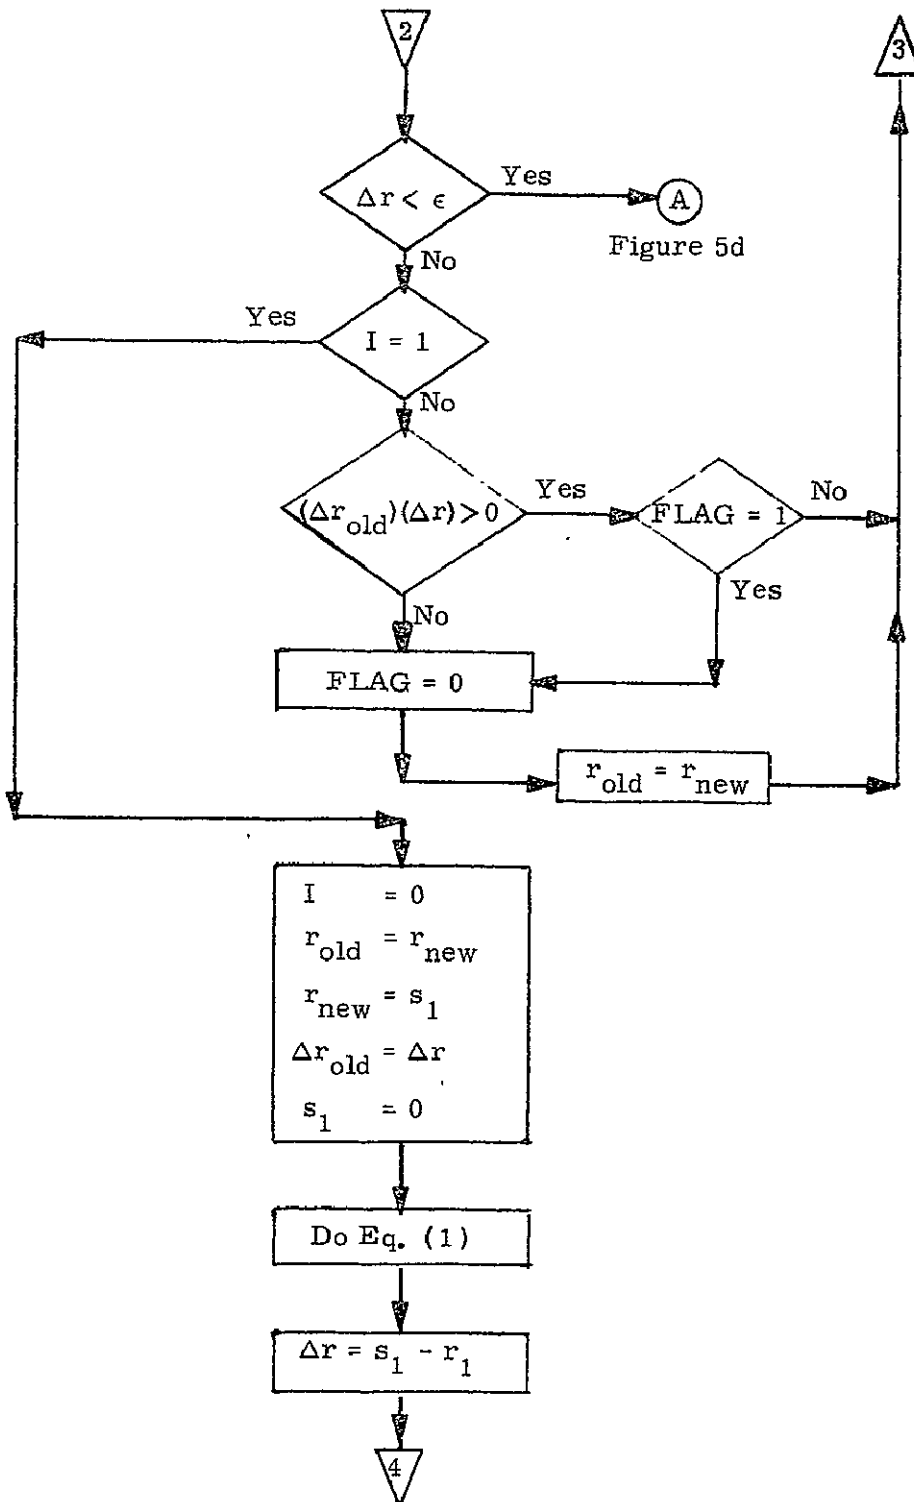 2
3
Δr < ϵ
Yes
A
Figure 5d
No
Yes
I = 1
No
(Δr_old)(Δr) > 0
Yes
FLAG = 1
No
Yes
No
FLAG = 0
r_old = r_new
I = 0
r_old = r_new
r_new = s_1
Δr_old = Δr
s_1 = 0
Do Eq. (1)
Δr = s_1 - r_1
4